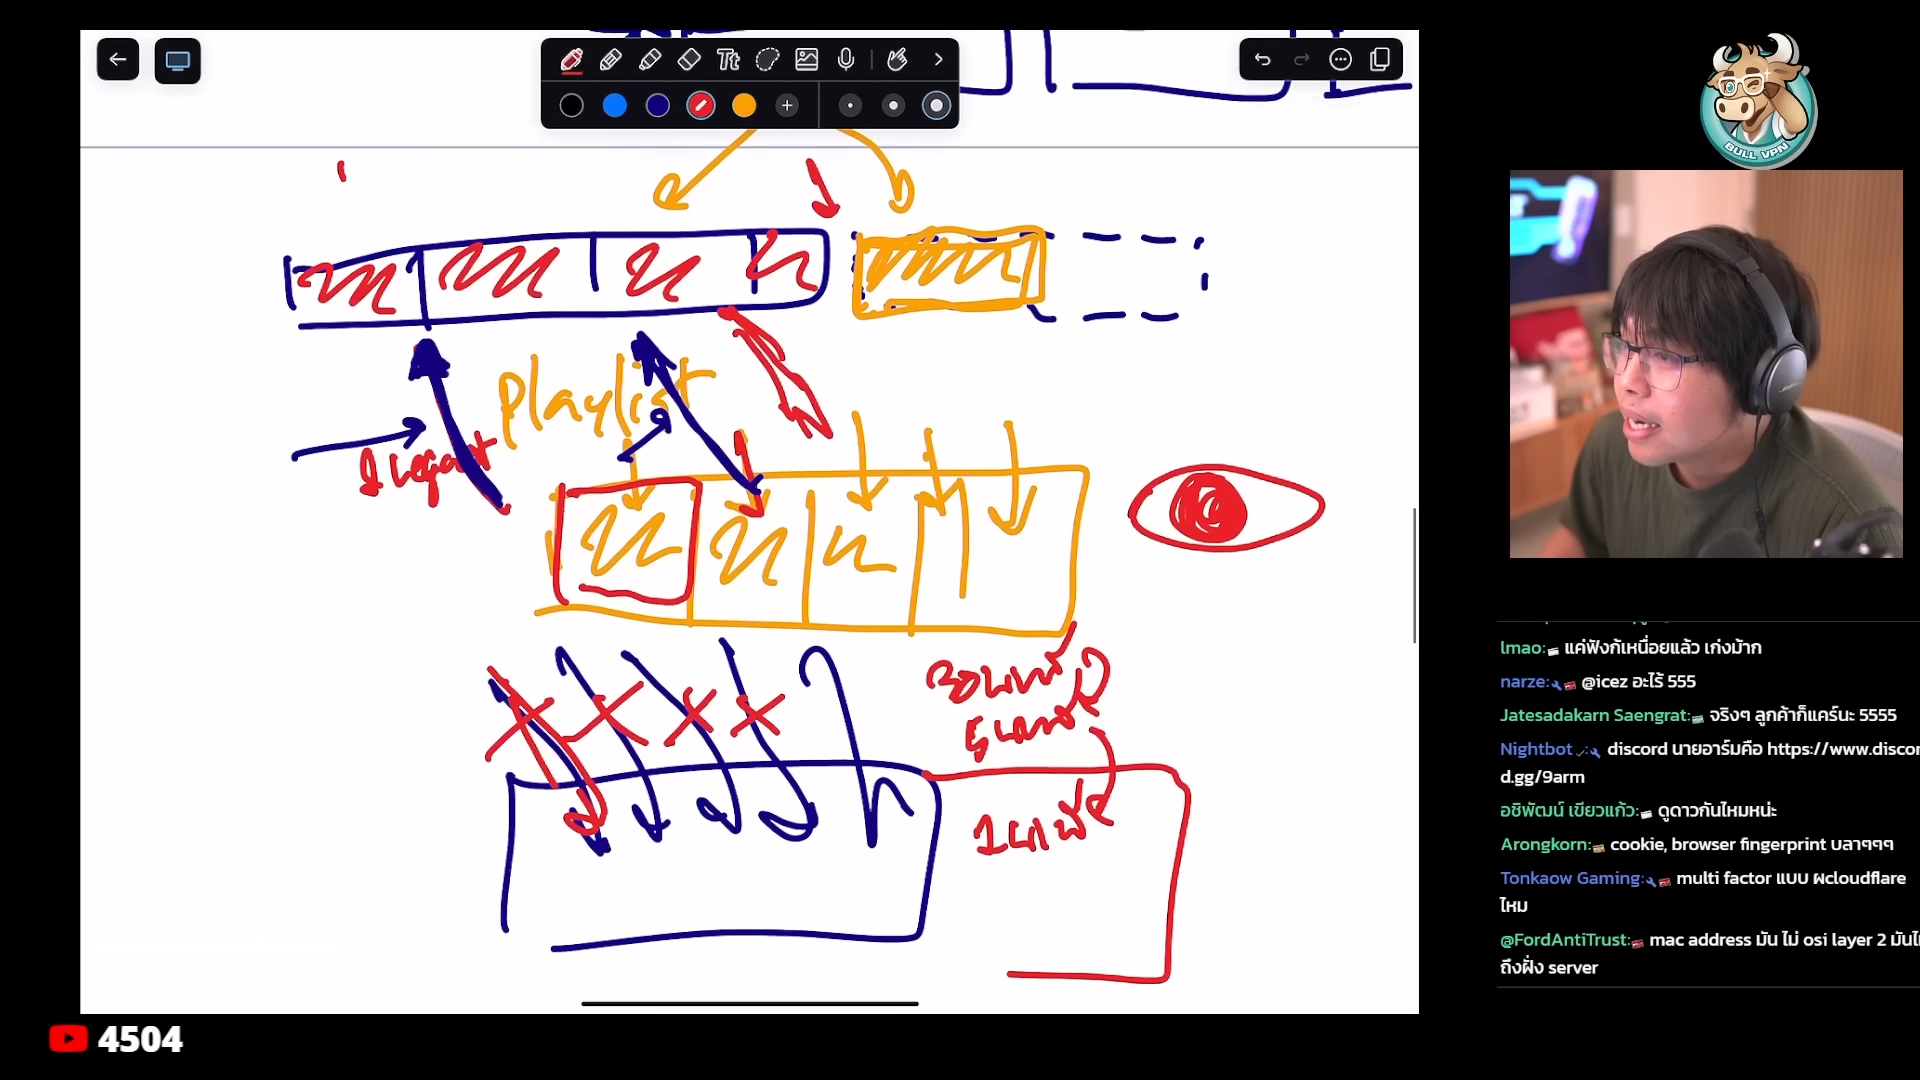 Tt
BULL VPN
Playlist
lmao: แค่ฟังก้เหนื่อยแล้ว เก่งม้าก
narze: @icez อะไร้ 555
Jatesadakarn Saengrat: จริงๆ ลูกค้าก็แคร์นะ 5555
Nightbot: discord นายอาร์มคือ https://www.discor
d.gg/9arm
อชิพัฒน์ เขียวแก้ว: ดูดาวกันไหมหน่ะ
Arongkorn: cookie, browser fingerprint บลาๆๆๆ
Tonkaow Gaming: multi factor แบบ ผcloudflare
ไหม
@FordAntiTrust: mac address มัน ไม่ osi layer 2 มันไ
ถึงฝั่ง server
4504